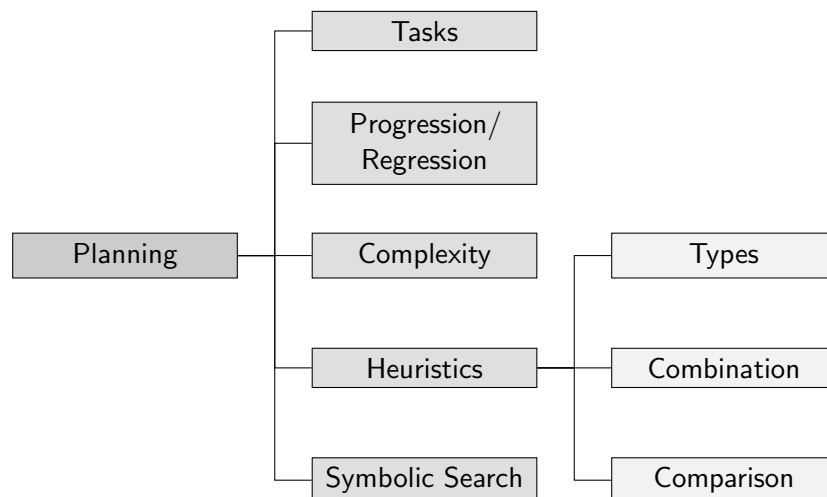 Tasks
Progression/
Regression
Planning
Complexity
Types
Heuristics
Combination
Symbolic Search
Comparison